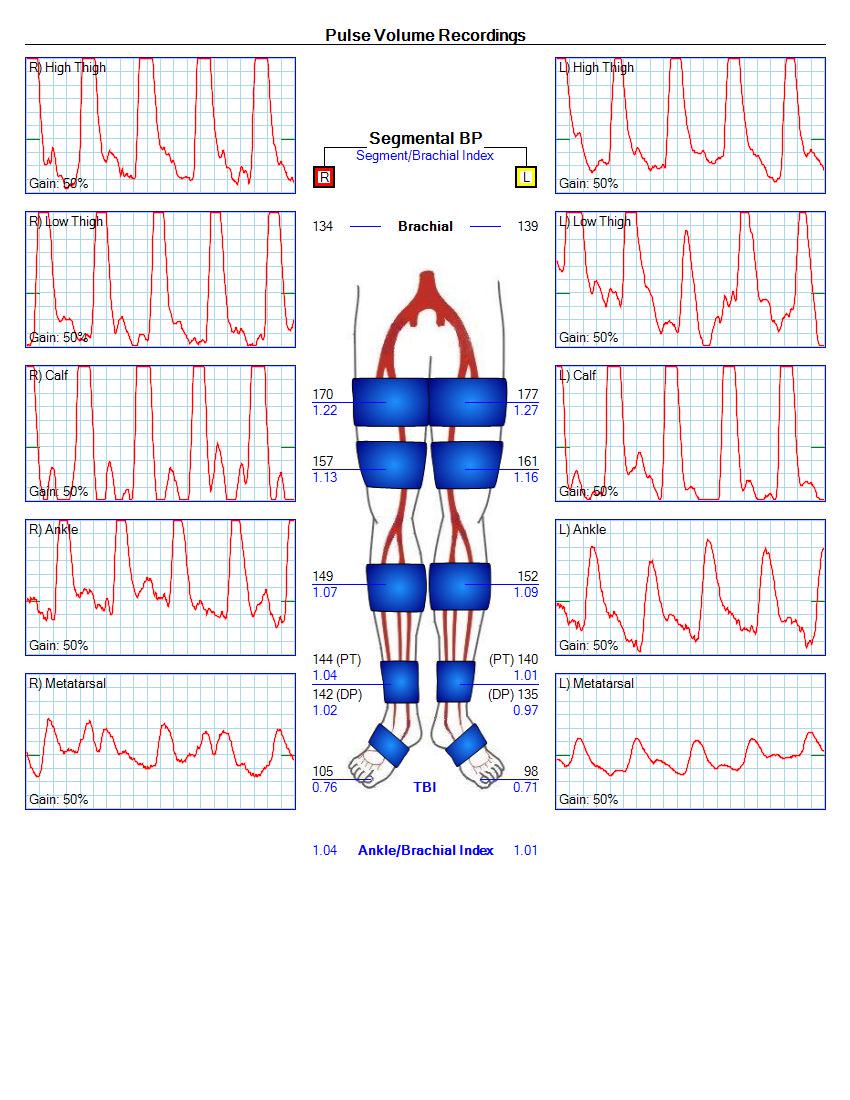 Pulse Volume Recordings
R) High Thigh
Gain: 50%
L) High Thigh
Gain: 50%
Segmental BP
Segment/Brachial Index
R
L
134 Brachial 139
R) Low Thigh
Gain: 50%
L) Low Thigh
Gain: 50%
R) Calf
Gain: 50%
L) Calf
Gain: 50%
170 177
1.22 1.27
157 161
1.13 1.16
R) Ankle
Gain: 50%
L) Ankle
Gain: 50%
149 152
1.07 1.09
144 (PT) (PT) 140
1.04 1.01
142 (DP) (DP) 135
1.02 0.97
R) Metatarsal
Gain: 50%
L) Metatarsal
Gain: 50%
105 98
0.76 TBI 0.71
1.04 Ankle/Brachial Index 1.01